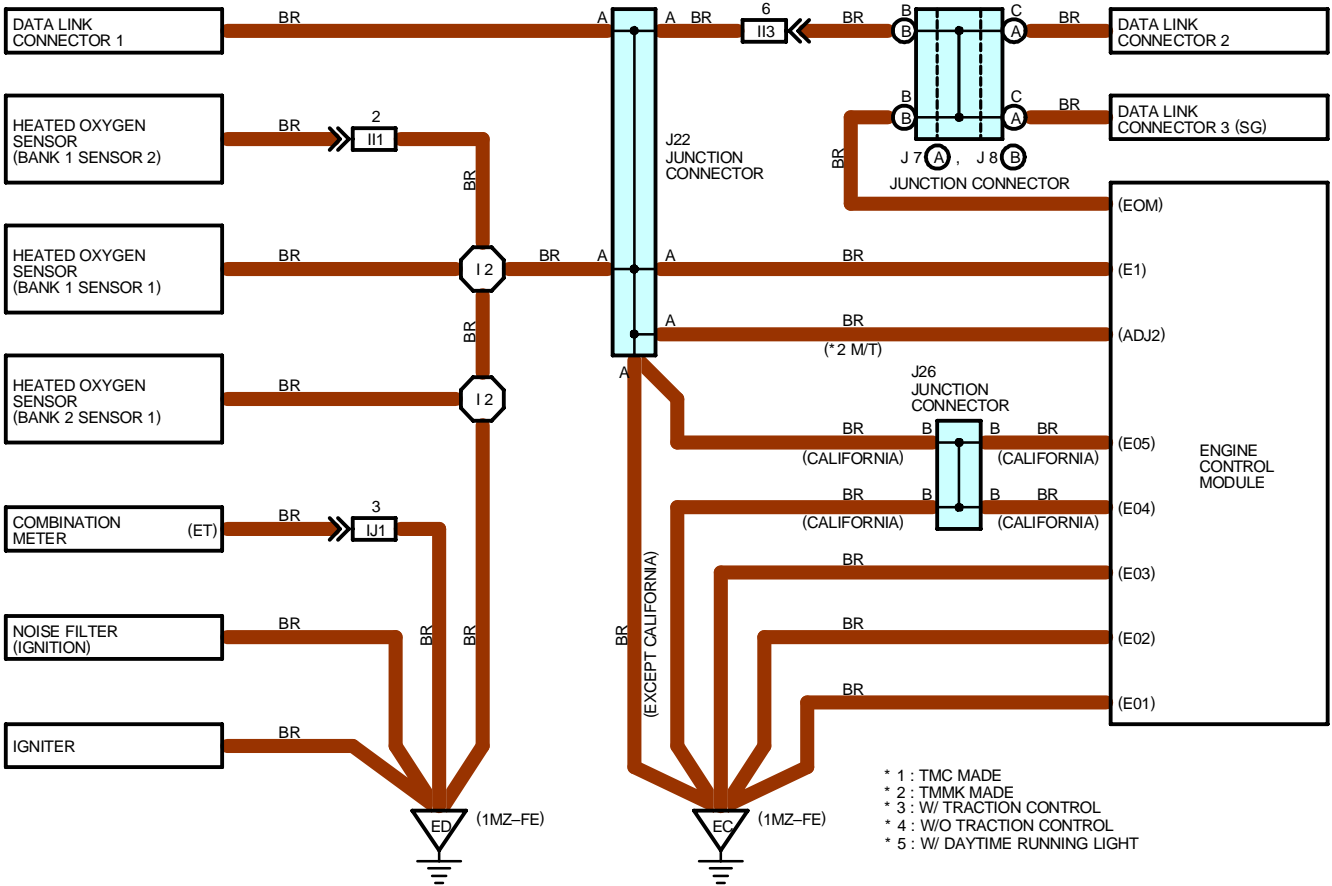 DATA LINK
CONNECTOR 1
BR
A
A
BR
6
II3
BR
B
B
C
A
BR
DATA LINK
CONNECTOR 2
HEATED OXYGEN
SENSOR
(BANK 1 SENSOR 2)
BR
2
II1
BR
J22
JUNCTION
CONNECTOR
B
B
C
A
BR
DATA LINK
CONNECTOR 3 (SG)
J 7 A , J 8 B
JUNCTION CONNECTOR
BR
(EOM)
HEATED OXYGEN
SENSOR
(BANK 1 SENSOR 1)
BR
I 2
BR
A
A
BR
(E1)
BR
A
BR
(*2 M/T)
(ADJ2)
HEATED OXYGEN
SENSOR
(BANK 2 SENSOR 1)
BR
I 2
A
J26
JUNCTION
CONNECTOR
BR
B
B
BR
(CALIFORNIA)
(CALIFORNIA)
(E05)
ENGINE
CONTROL
MODULE
BR
B
B
BR
(CALIFORNIA)
(CALIFORNIA)
(E04)
COMBINATION
METER
(ET)
BR
3
IJ1
BR
(E03)
NOISE FILTER
(IGNITION)
BR
BR
BR
BR
(EXCEPT CALIFORNIA)
BR
(E02)
BR
(E01)
IGNITER
BR
ED
(1MZ–FE)
EC
(1MZ–FE)
* 1 : TMC MADE
* 2 : TMMK MADE
* 3 : W/ TRACTION CONTROL
* 4 : W/O TRACTION CONTROL
* 5 : W/ DAYTIME RUNNING LIGHT